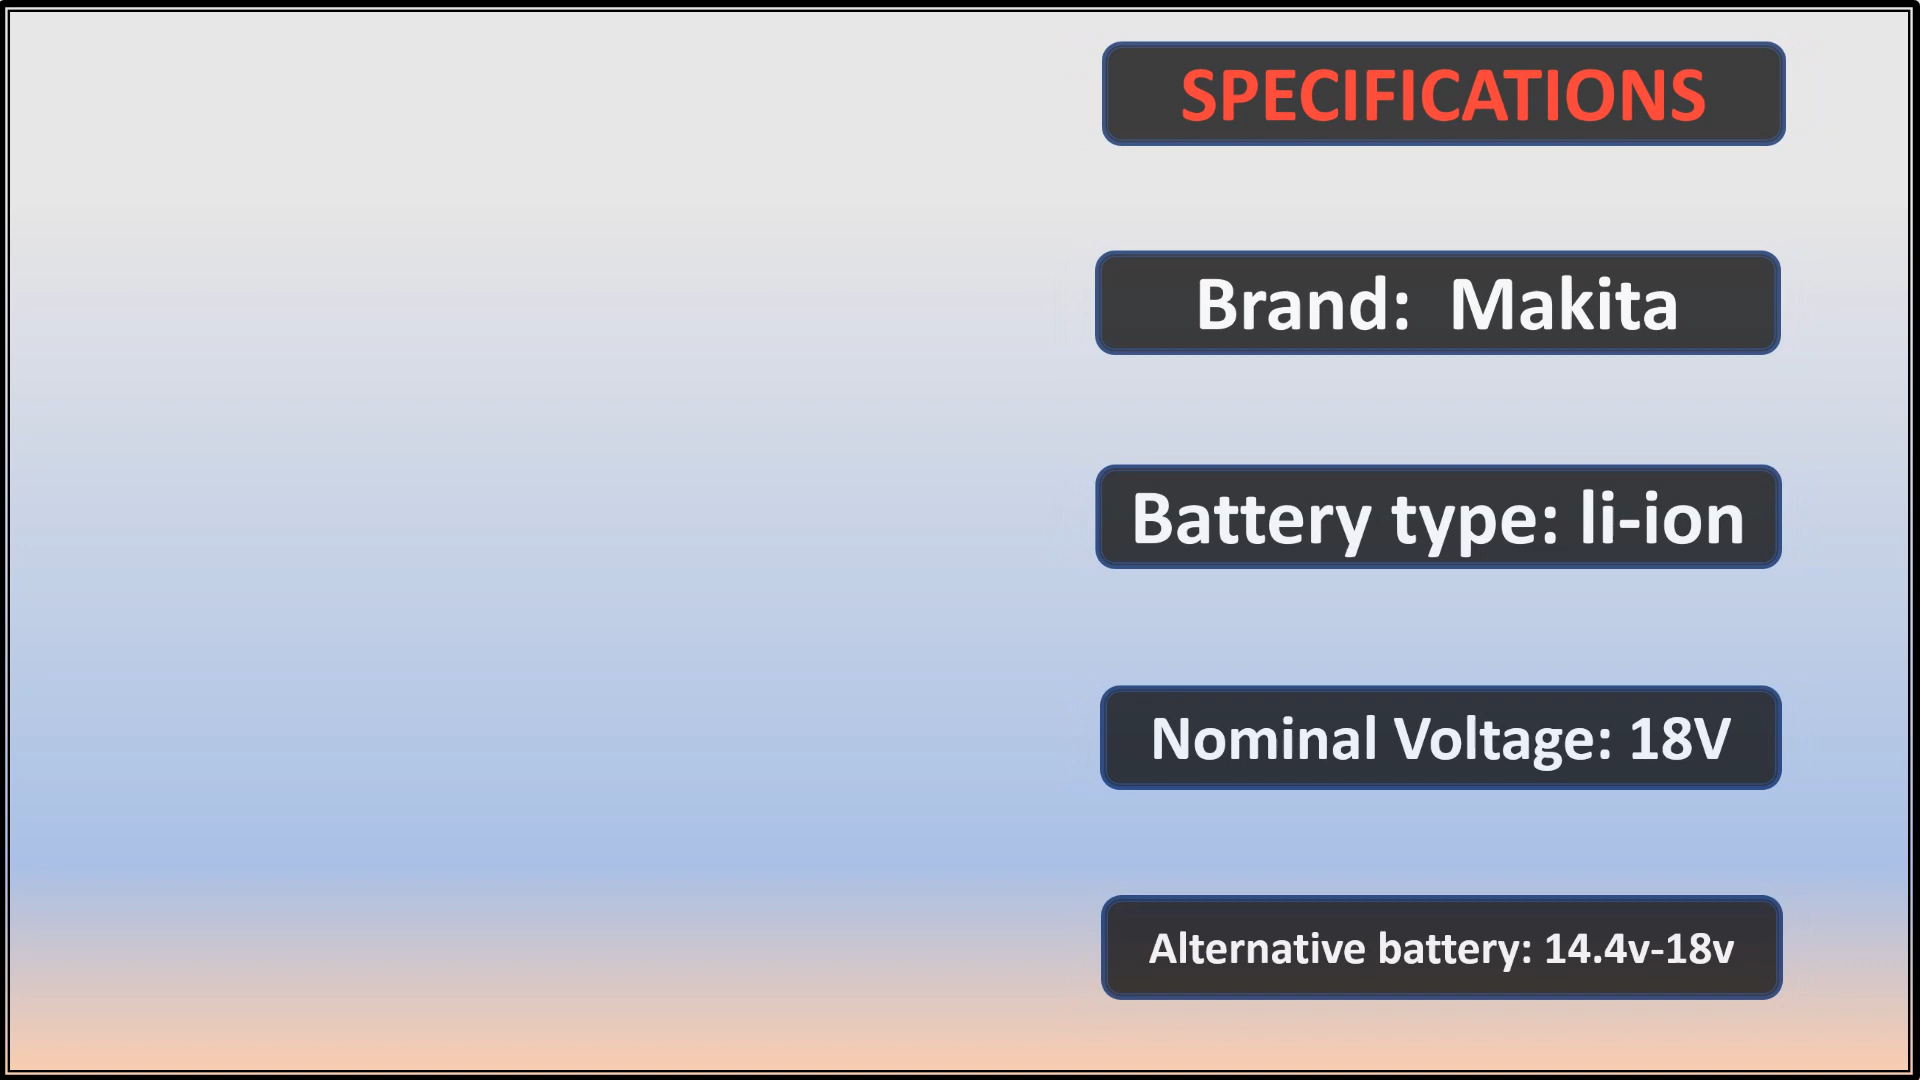 SPECIFICATIONS
Brand:  Makita
Battery type: li-ion
Nominal Voltage: 18V
Alternative battery: 14.4v-18v